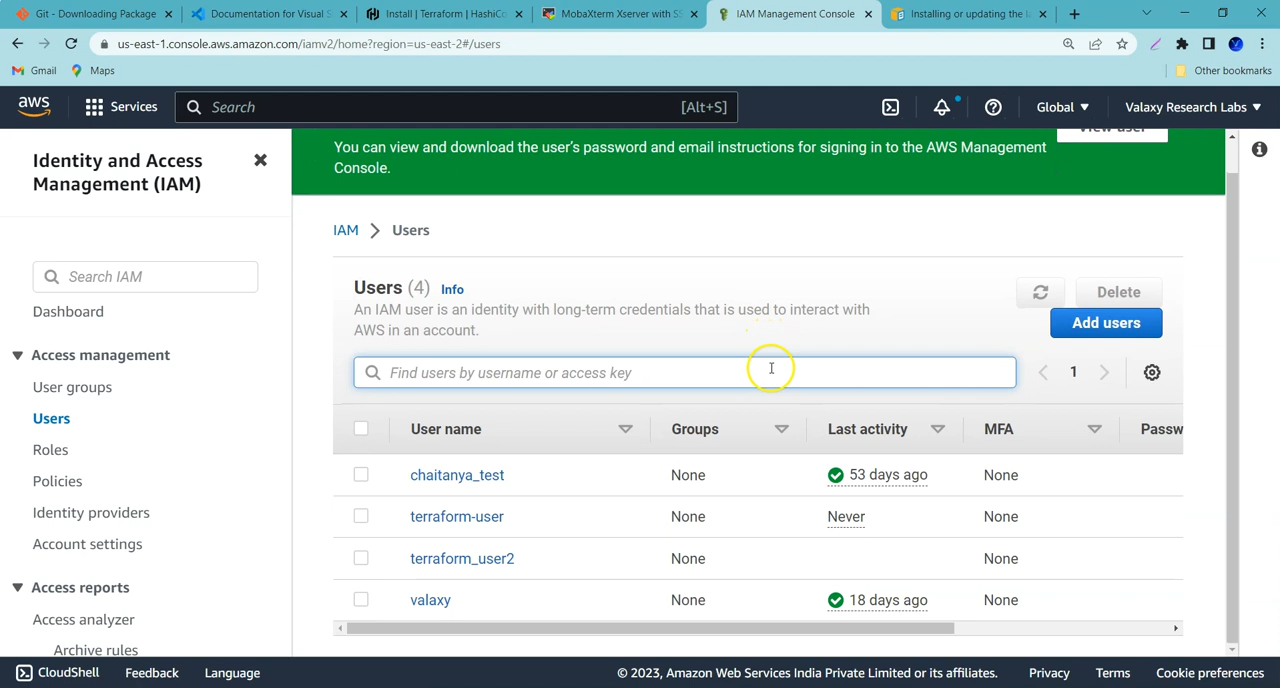 Git - Downloading Package
Documentation for Visual S
Install | Terraform | HashiCo
MobaXterm Xserver with SS
IAM Management Console
Installing or updating the la
us-east-1.console.aws.amazon.com/iamv2/home?region=us-east-2#/users
Gmail
Maps
Other bookmarks
aws
Services
Search
[Alt+S]
Global
Valaxy Research Labs
Identity and Access
Management (IAM)
Search IAM
Dashboard
Access management
User groups
Users
Roles
Policies
Identity providers
Account settings
Access reports
Access analyzer
Archive rules
You can view and download the user's password and email instructions for signing in to the AWS Management
Console.
View user
IAM > Users
Users (4) Info
An IAM user is an identity with long-term credentials that is used to interact with
AWS in an account.
Delete
Add users
Find users by username or access key
1
User name Groups Last activity MFA Passw
chaitanya_test None 53 days ago None
terraform-user None Never None
terraform_user2 None None
valaxy None 18 days ago None
CloudShell Feedback Language © 2023, Amazon Web Services India Private Limited or its affiliates. Privacy Terms Cookie preferences